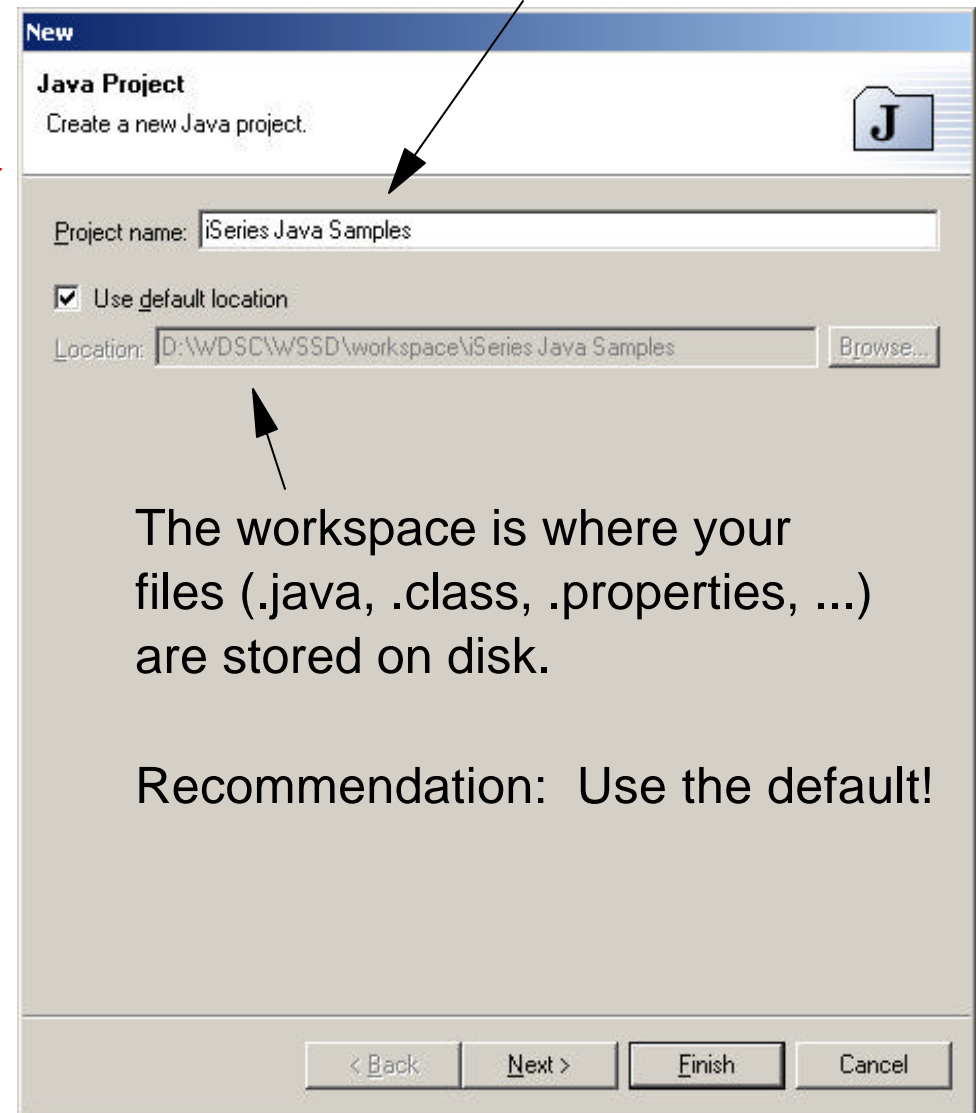 New
Java Project
Create a new Java project.
J
Project name: iSeries Java Samples
Use default location
Location: D:\WDSC\WSSD\workspace\iSeries Java Samples Browse...
The workspace is where your
files (.java, .class, .properties, ...)
are stored on disk.
Recommendation: Use the default!
< Back Next > Finish Cancel